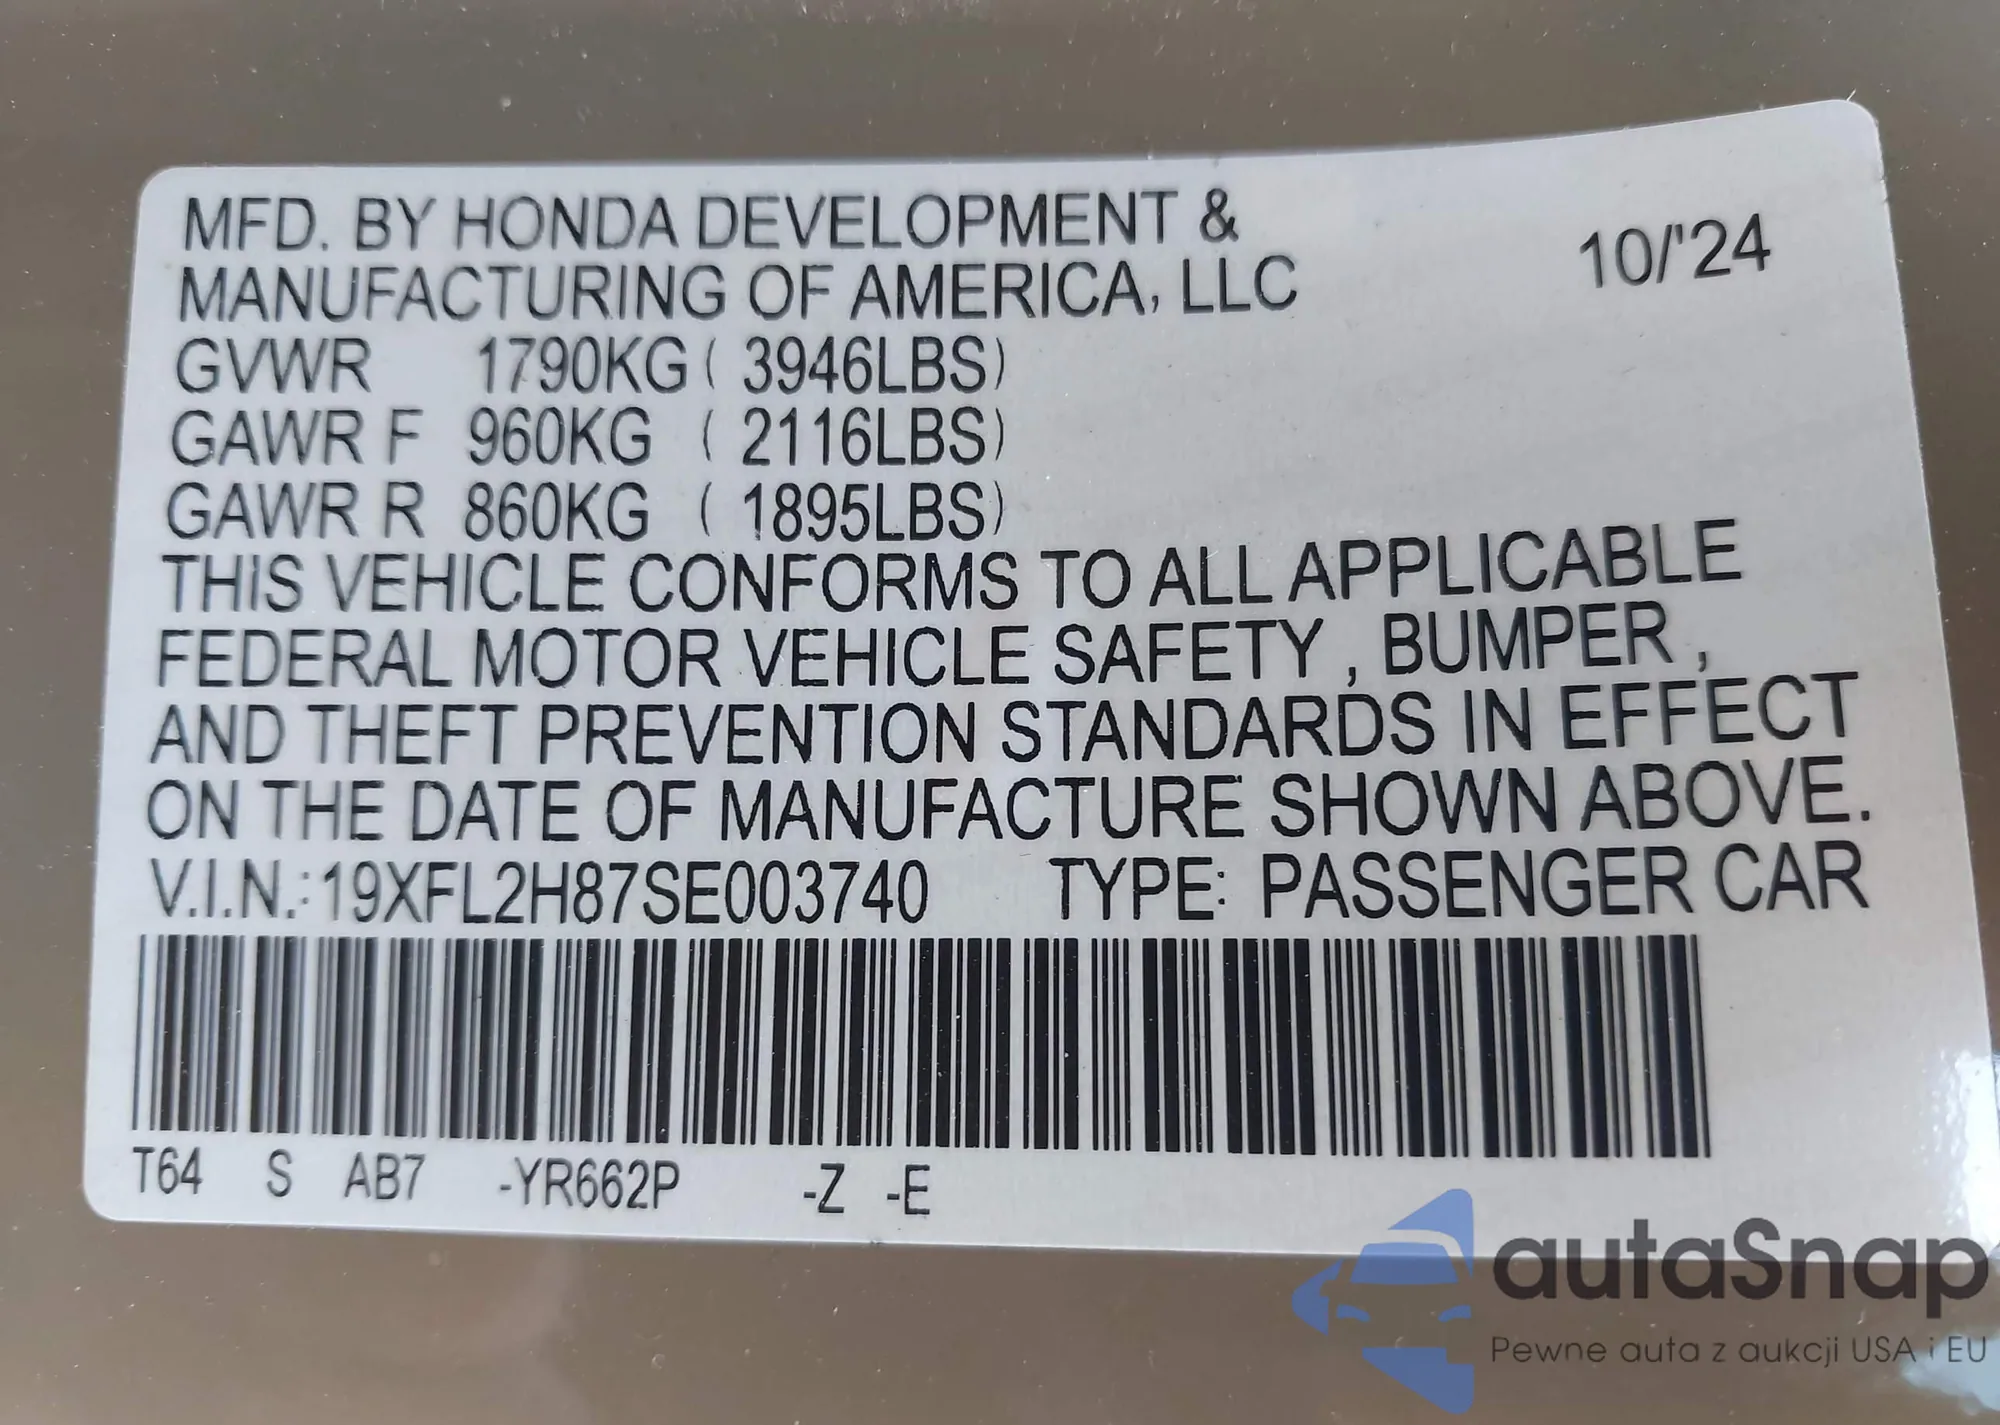 MFD. BY HONDA DEVELOPMENT &
MANUFACTURING OF AMERICA, LLC
10/'24
GVWR 1790KG ( 3946LBS)
GAWR F 960KG ( 2116LBS)
GAWR R 860KG ( 1895LBS)
THIS VEHICLE CONFORMS TO ALL APPLICABLE
FEDERAL MOTOR VEHICLE SAFETY , BUMPER ,
AND THEFT PREVENTION STANDARDS IN EFFECT
ON THE DATE OF MANUFACTURE SHOWN ABOVE.
V.I.N.:19XFL2H87SE003740 TYPE: PASSENGER CAR
T64 S AB7 -YR662P -Z -E
autaSnap
Pewne auta z aukcji USA i EU